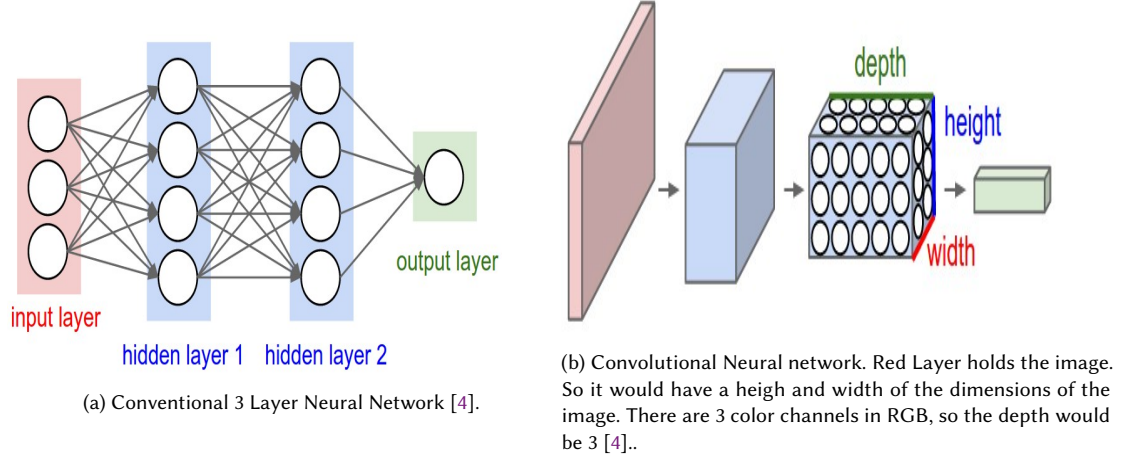 input layer
hidden layer 1
hidden layer 2
output layer
(a) Conventional 3 Layer Neural Network [4].
depth
height
width
(b) Convolutional Neural network. Red Layer holds the image.
So it would have a heigh and width of the dimensions of the
image. There are 3 color channels in RGB, so the depth would
be 3 [4]..